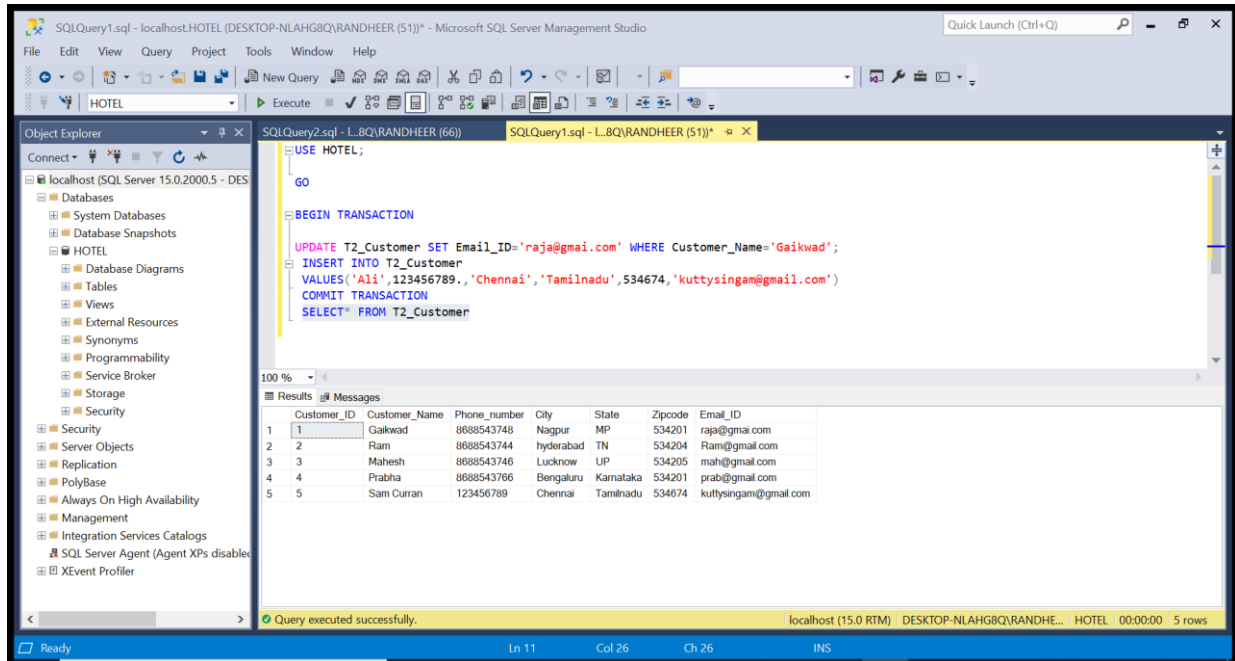 SQLQuery1.sql - localhost.HOTEL (DESKTOP-NLAHG8Q\RANDHEER (51))* - Microsoft SQL Server Management Studio
Quick Launch (Ctrl+Q)
File Edit View Query Project Tools Window Help
New Query
HOTEL
Execute
Object Explorer
SQLQuery2.sql - l...8Q\RANDHEER (66))
SQLQuery1.sql - l...8Q\RANDHEER (51))*
Connect
localhost (SQL Server 15.0.2000.5 - DES
Databases
System Databases
Database Snapshots
HOTEL
Database Diagrams
Tables
Views
External Resources
Synonyms
Programmability
Service Broker
Storage
Security
Security
Server Objects
Replication
PolyBase
Always On High Availability
Management
Integration Services Catalogs
SQL Server Agent (Agent XPs disabled
XEvent Profiler
USE HOTEL;
GO
BEGIN TRANSACTION
UPDATE T2_Customer SET Email_ID='raja@gmai.com' WHERE Customer_Name='Gaikwad';
INSERT INTO T2_Customer
VALUES('Ali',123456789.,'Chennai','Tamilnadu',534674,'kuttysingam@gmail.com')
COMMIT TRANSACTION
SELECT* FROM T2_Customer
100 %
Results Messages
Customer_ID Customer_Name Phone_number City State Zipcode Email_ID
1 1 Gaikwad 8688543748 Nagpur MP 534201 raja@gmai.com
2 2 Ram 8688543744 hyderabad TN 534204 Ram@gmail.com
3 3 Mahesh 8688543746 Lucknow UP 534205 mah@gmail.com
4 4 Prabha 8688543766 Bengaluru Karnataka 534201 prab@gmail.com
5 5 Sam Curran 123456789 Chennai Tamilnadu 534674 kuttysingam@gmail.com
Query executed successfully.
localhost (15.0 RTM) DESKTOP-NLAHG8Q\RANDHE... HOTEL 00:00:00 5 rows
Ready Ln 11 Col 26 Ch 26 INS